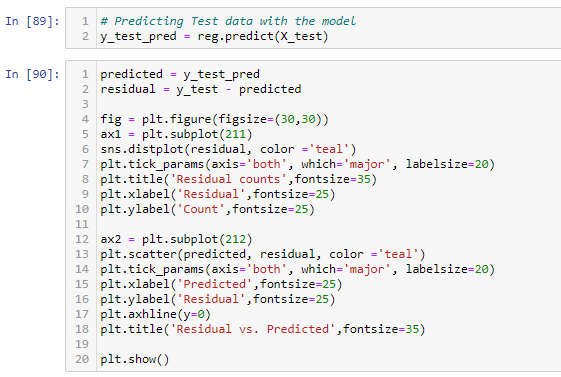 In [89]:
1 # Predicting Test data with the model
2 y_test_pred = reg.predict(X_test)
In [90]:
1 predicted = y_test_pred
2 residual = y_test - predicted
3
4 fig = plt.figure(figsize=(30,30))
5 ax1 = plt.subplot(211)
6 sns.distplot(residual, color ='teal')
7 plt.tick_params(axis='both', which='major', labelsize=20)
8 plt.title('Residual counts',fontsize=35)
9 plt.xlabel('Residual',fontsize=25)
10 plt.ylabel('Count',fontsize=25)
11
12 ax2 = plt.subplot(212)
13 plt.scatter(predicted, residual, color ='teal')
14 plt.tick_params(axis='both', which='major', labelsize=20)
15 plt.xlabel('Predicted',fontsize=25)
16 plt.ylabel('Residual',fontsize=25)
17 plt.axhline(y=0)
18 plt.title('Residual vs. Predicted',fontsize=35)
19
20 plt.show()